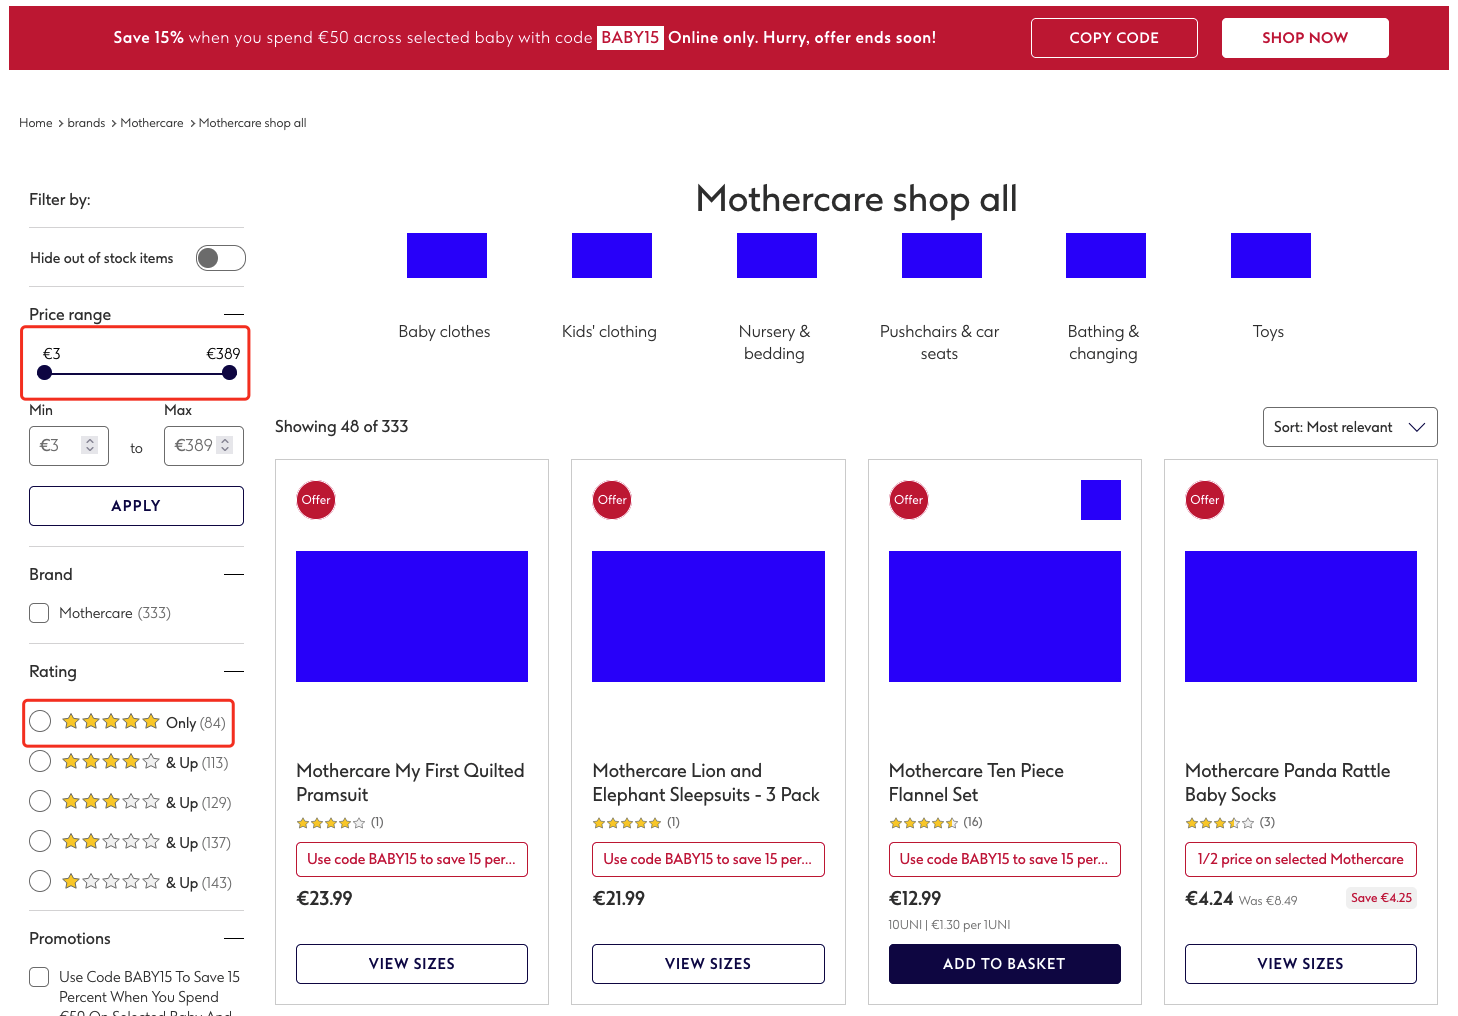 Save 15% when you spend €50 across selected baby with code BABY15 Online only. Hurry, offer ends soon!
COPY CODE
SHOP NOW
Home > brands > Mothercare > Mothercare shop all
Filter by:
Hide out of stock items
Price range
€3
€389
Min
Max
€3
to
€389
APPLY
Brand
Mothercare (333)
Rating
Only (84)
& Up (113)
& Up (129)
& Up (137)
& Up (143)
Promotions
Use Code BABY15 To Save 15
Percent When You Spend
€50 On Selected Baby And
Mothercare shop all
Baby clothes
Kids' clothing
Nursery &
bedding
Pushchairs & car
seats
Bathing &
changing
Toys
Showing 48 of 333
Sort: Most relevant
Offer
Mothercare My First Quilted
Pramsuit
(1)
Use code BABY15 to save 15 per...
€23.99
VIEW SIZES
Offer
Mothercare Lion and
Elephant Sleepsuits - 3 Pack
(1)
Use code BABY15 to save 15 per...
€21.99
VIEW SIZES
Offer
Mothercare Ten Piece
Flannel Set
(16)
Use code BABY15 to save 15 per...
€12.99
10UNI | €1.30 per 1UNI
ADD TO BASKET
Offer
Mothercare Panda Rattle
Baby Socks
(3)
1/2 price on selected Mothercare
€4.24 Was €8.49
Save €4.25
VIEW SIZES